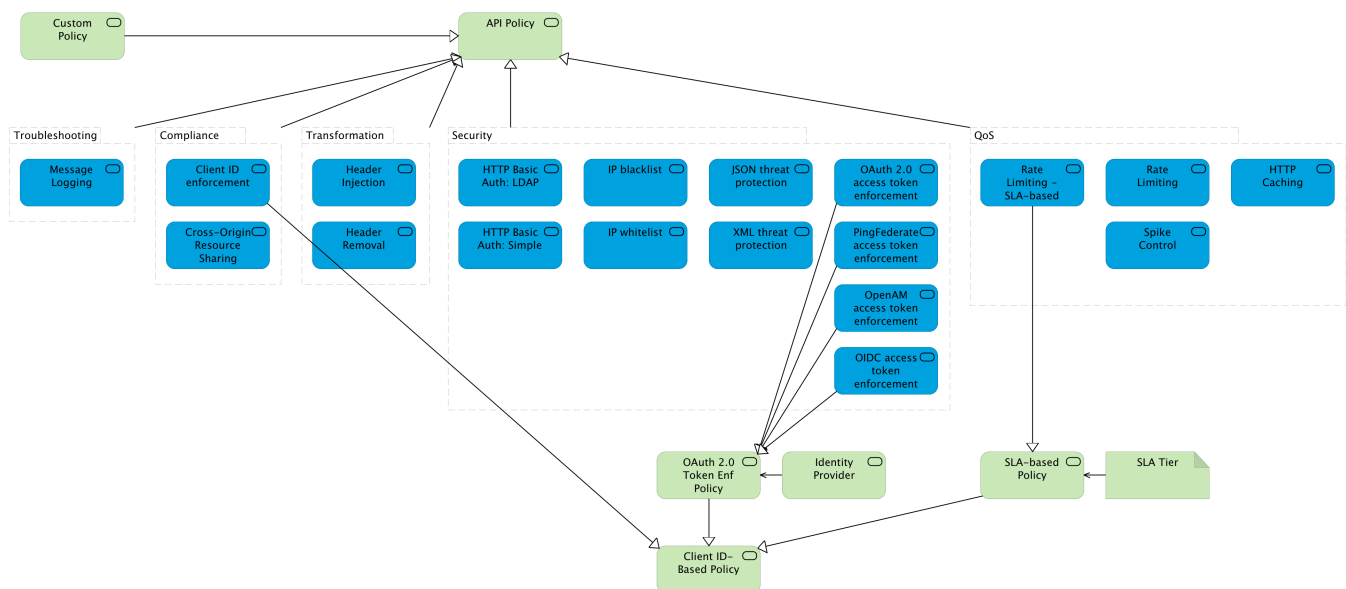 Custom
Policy
API Policy
Troubleshooting
Compliance
Transformation
Security
QoS
Message
Logging
Client ID
enforcement
Cross-Origin
Resource
Sharing
Header
Injection
Header
Removal
HTTP Basic
Auth: LDAP
IP blacklist
JSON threat
protection
OAuth 2.0
access token
enforcement
HTTP Basic
Auth: Simple
IP whitelist
XML threat
protection
PingFederate
access token
enforcement
OpenAM
access token
enforcement
OIDC access
token
enforcement
Rate
Limiting -
SLA-based
Rate
Limiting
HTTP
Caching
Spike
Control
OAuth 2.0
Token Enf
Policy
Identity
Provider
SLA-based
Policy
SLA Tier
Client ID-
Based Policy